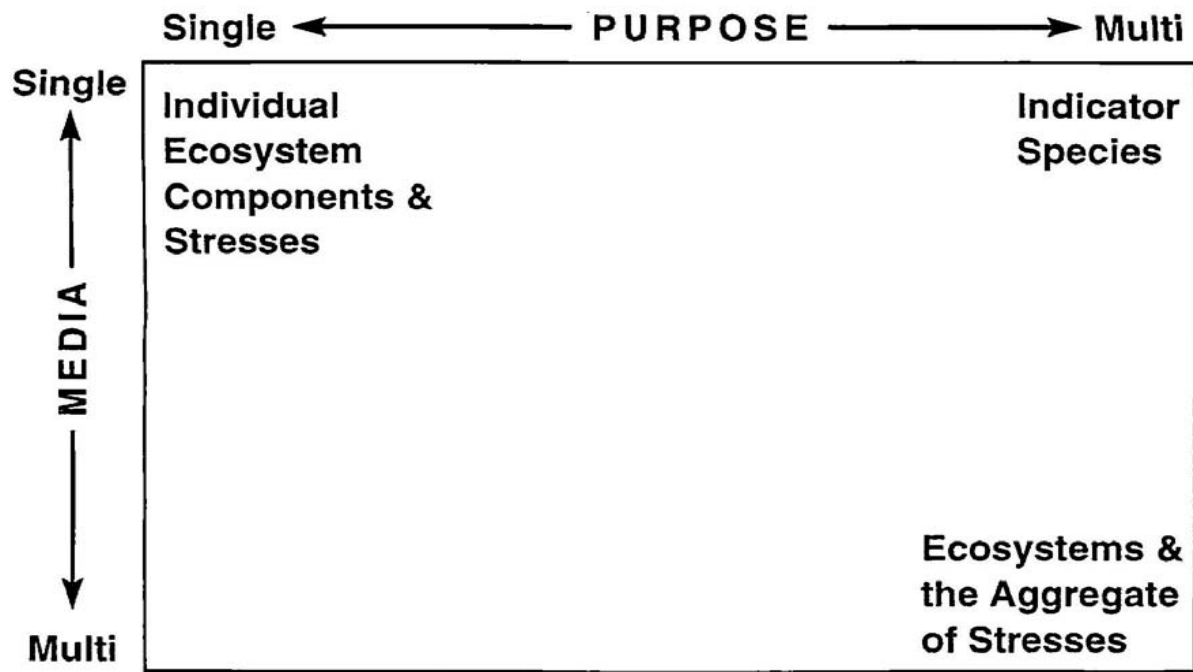 Single PURPOSE Multi
Single
Individual
Ecosystem
Components &
Stresses
Indicator
Species
MEDIA
Ecosystems &
the Aggregate
of Stresses
Multi